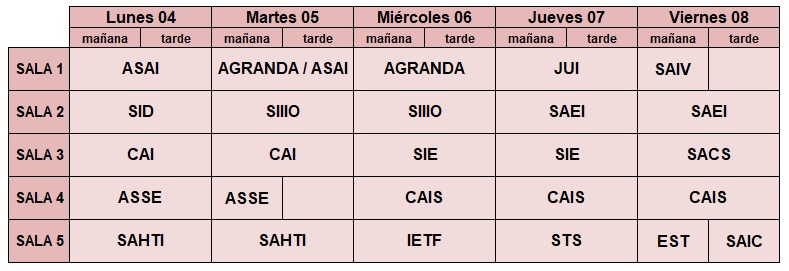 Lunes 04 Martes 05 Miércoles 06 Jueves 07 Viernes 08
mañana tarde mañana tarde mañana tarde mañana tarde mañana tarde
SALA 1 ASAI AGRANDA / ASAI AGRANDA JUI SAIV
SALA 2 SID SIIIO SIIIO SAEI SAEI
SALA 3 CAI CAI SIE SIE SACS
SALA 4 ASSE ASSE CAIS CAIS CAIS
SALA 5 SAHTI SAHTI IETF STS EST SAIC